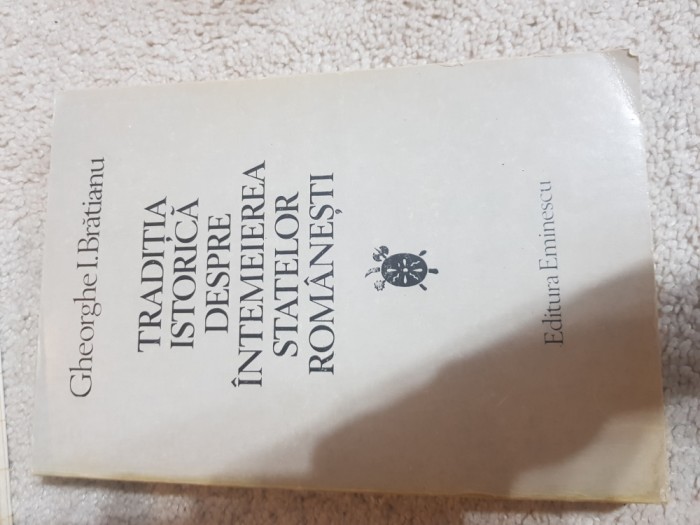 Gheorghe I. Brătianu
TRADIȚIA
ISTORICĂ
DESPRE
ÎNTEMEIEREA
STATELOR
ROMÂNEȘTI
Editura Eminescu